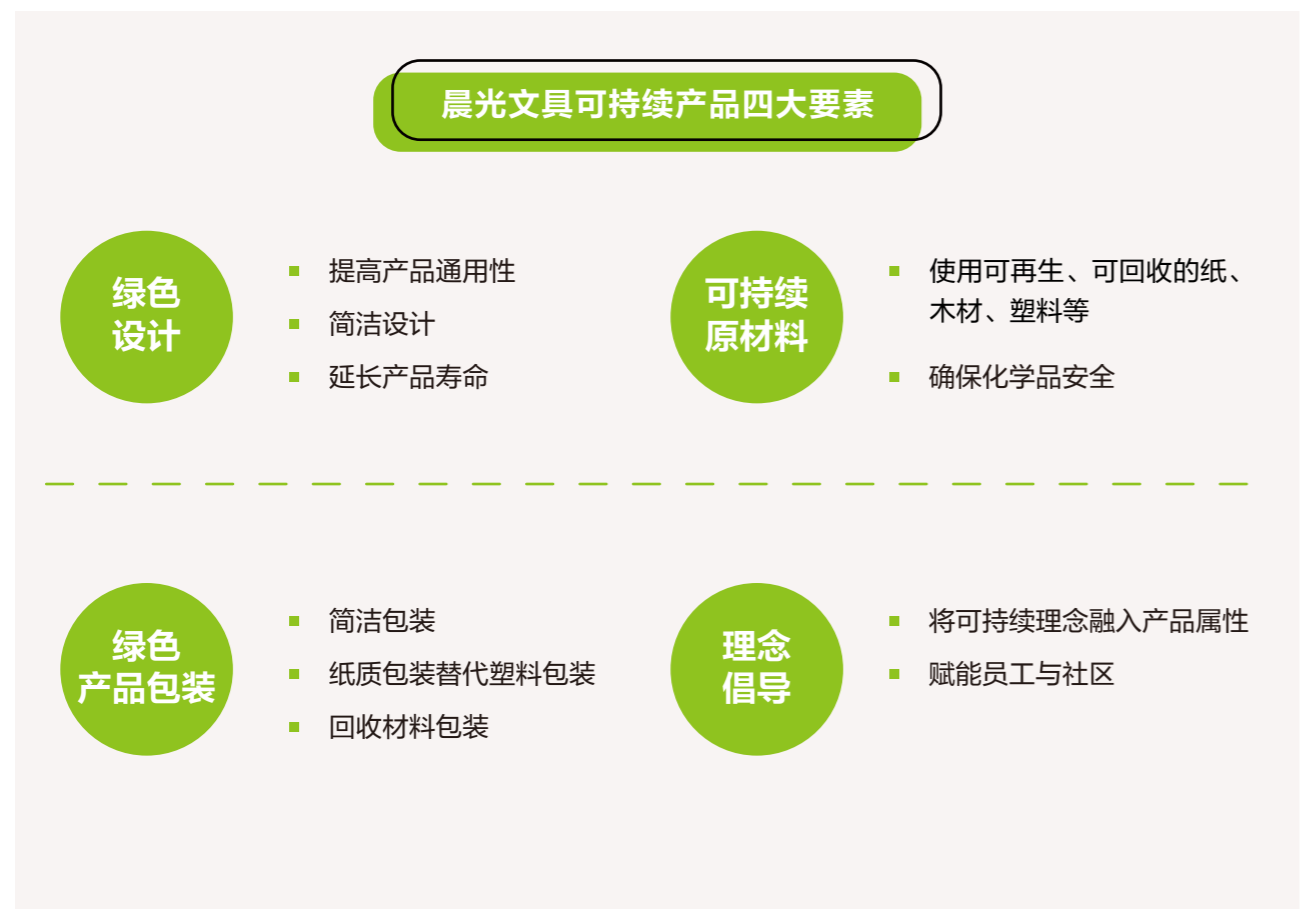 晨光文具可持续产品四大要素
绿色
设计
提高产品通用性
简洁设计
延长产品寿命
可持续
原材料
使用可再生、可回收的纸、
木材、塑料等
确保化学品安全
绿色
产品包装
简洁包装
纸质包装替代塑料包装
回收材料包装
理念
倡导
将可持续理念融入产品属性
赋能员工与社区